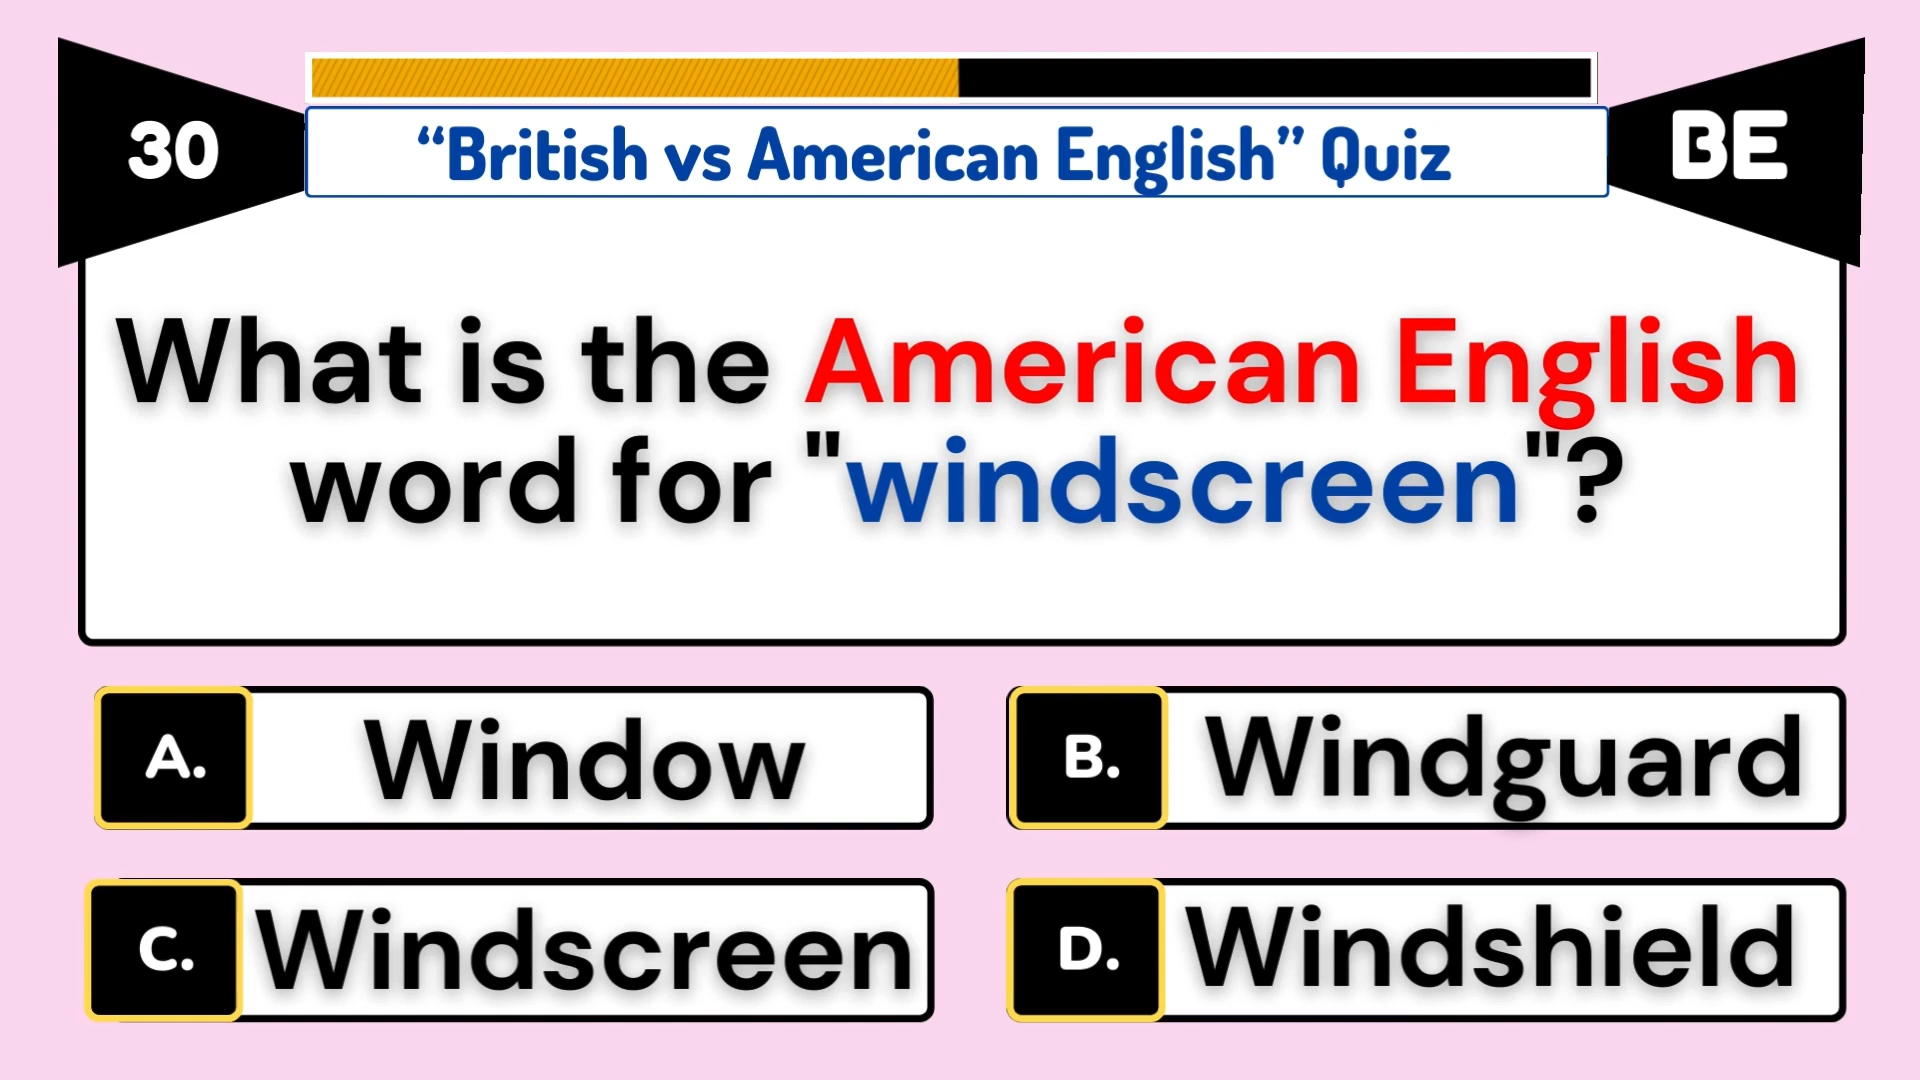 30
“British vs American English” Quiz
BE
What is the American English
word for "windscreen"?
A. Window
B. Windguard
C. Windscreen
D. Windshield